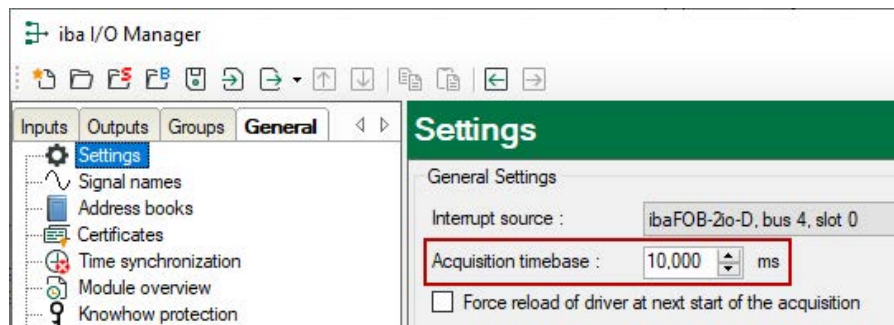 iba I/O Manager
Inputs Outputs Groups General
Settings
Signal names
Address books
Certificates
Time synchronization
Module overview
Knowhow protection
Settings
General Settings
Interrupt source : ibaFOB-2io-D, bus 4, slot 0
Acquisition timebase : 10,000 ms
Force reload of driver at next start of the acquisition